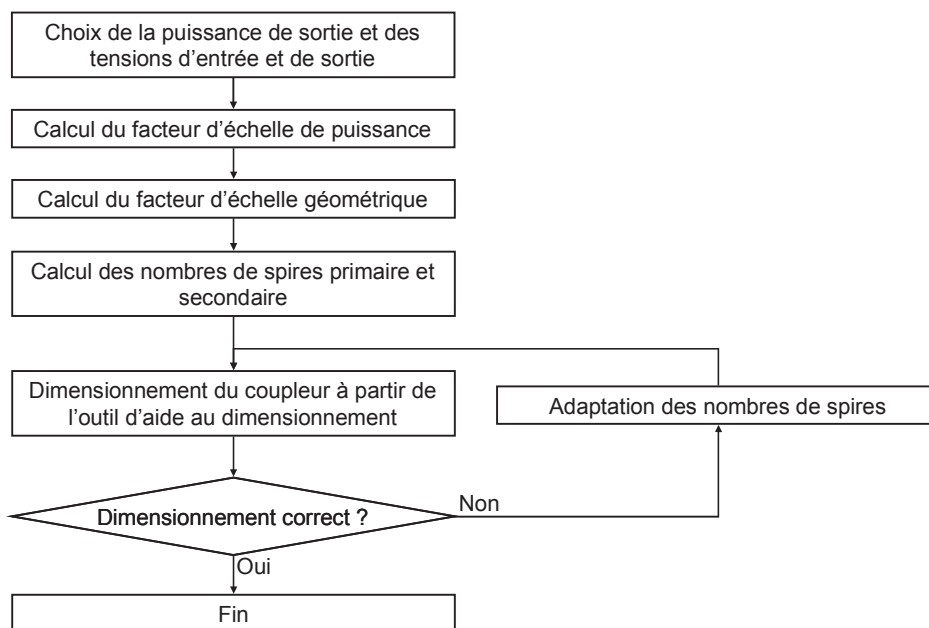 Choix de la puissance de sortie et des
tensions d'entrée et de sortie
Calcul du facteur d'échelle de puissance
Calcul du facteur d'échelle géométrique
Calcul des nombres de spires primaire et
secondaire
Dimensionnement du coupleur à partir de
l'outil d'aide au dimensionnement
Adaptation des nombres de spires
Dimensionnement correct ?
Non
Oui
Fin